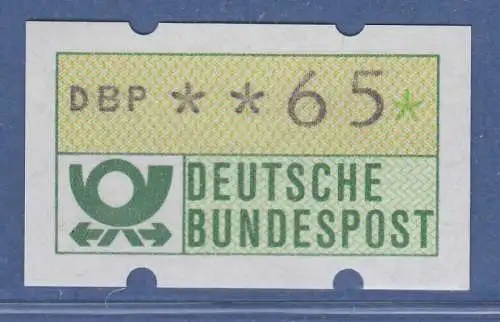 DBP * * 65*
DEUTSCHE
BUNDESPOST